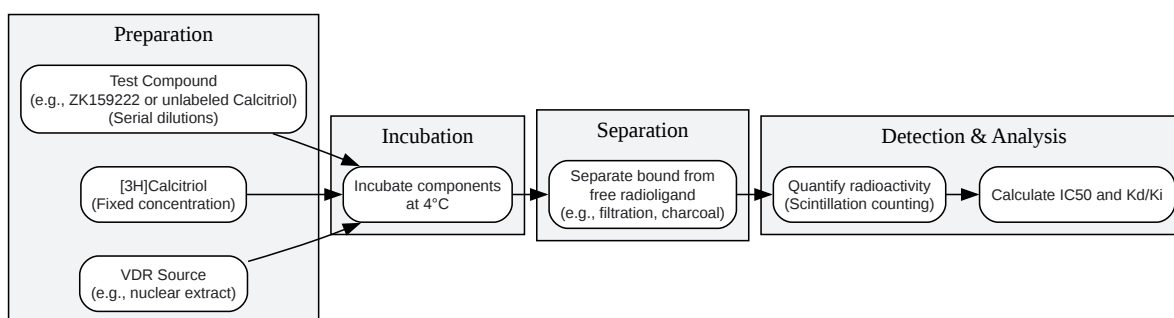 Preparation
Test Compound
(e.g., ZK159222 or unlabeled Calcitriol)
(Serial dilutions)
[3H]Calcitriol
(Fixed concentration)
VDR Source
(e.g., nuclear extract)
Incubation
Incubate components
at 4°C
Separation
Separate bound from
free radioligand
(e.g., filtration, charcoal)
Detection & Analysis
Quantify radioactivity
(Scintillation counting)
Calculate IC50 and Kd/Ki